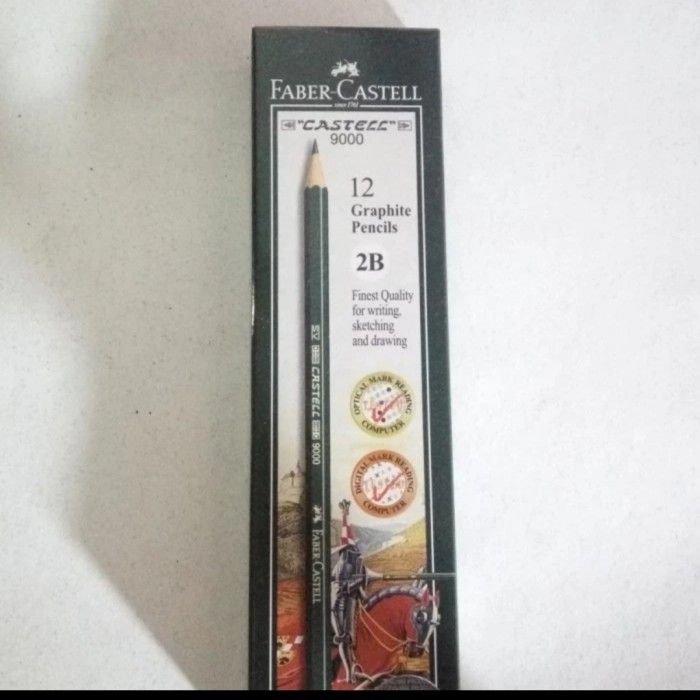 FABER-CASTELL
since 1761
"CASTELL"
9000
12
Graphite
Pencils
2B
Finest Quality
for writing,
sketching
and drawing
OPTICAL MARK READING
COMPUTER
DIGITAL MARK READING
COMPUTER
SV CASTELL 9000
FABER-CASTELL